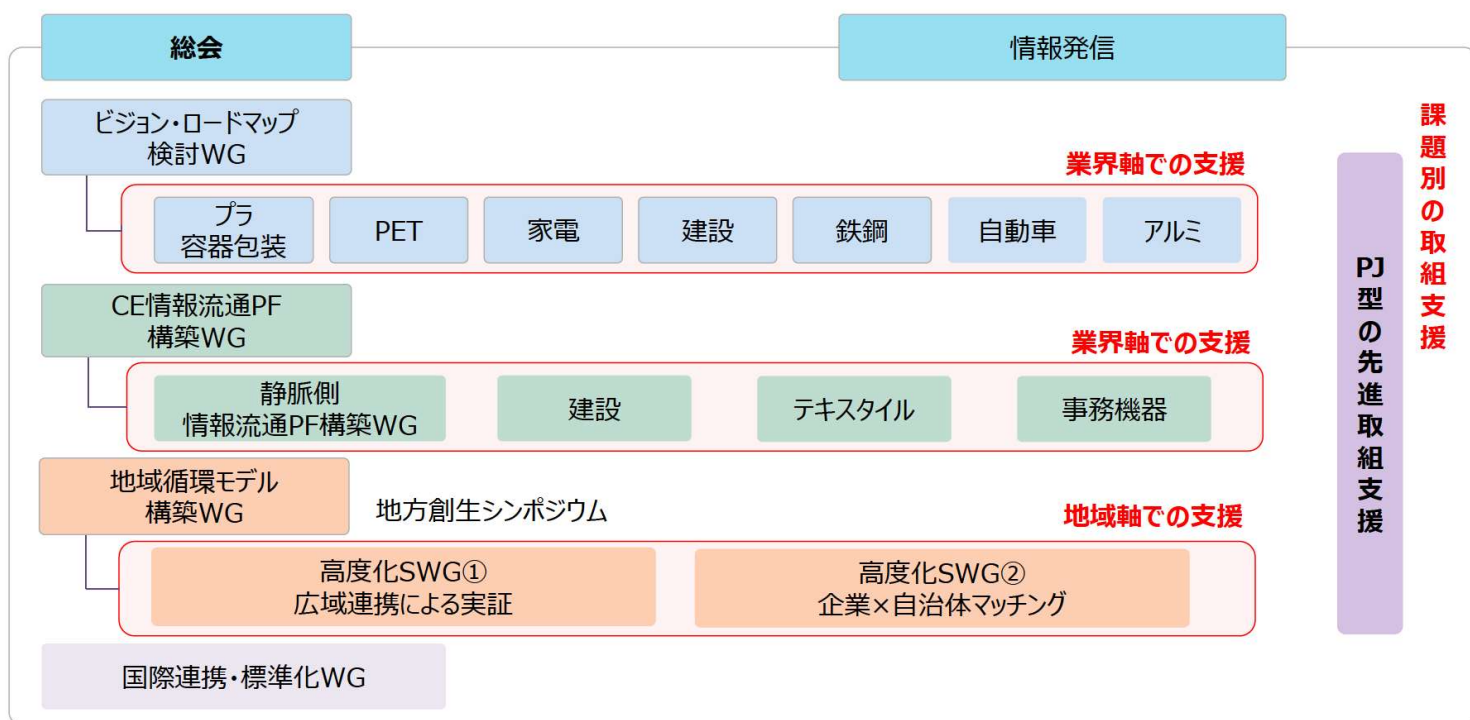 総会
情報発信
ビジョン・ロードマップ
検討WG
業界軸での支援
プラ
容器包装
PET
家電
建設
鉄鋼
自動車
アルミ
CE情報流通PF
構築WG
業界軸での支援
静脈側
情報流通PF構築WG
建設
テキスタイル
事務機器
地域循環モデル
構築WG
地方創生シンポジウム
地域軸での支援
高度化SWG①
広域連携による実証
高度化SWG②
企業×自治体マッチング
国際連携・標準化WG
PJ型の先進取組支援
課題別の取組支援